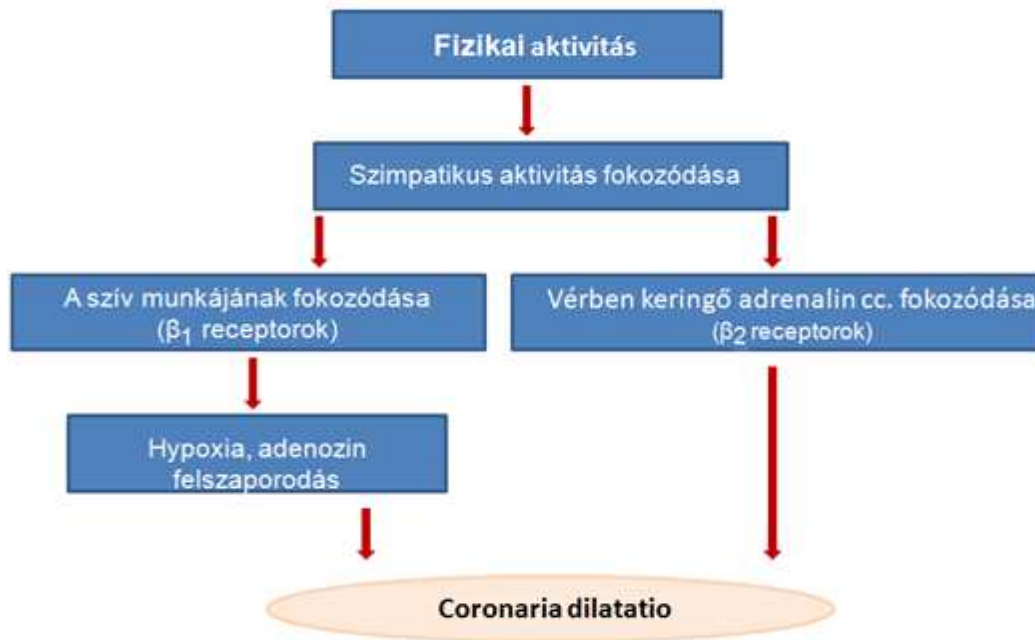 Fizikai aktivitás
Szimpatikus aktivitás fokozódása
A szív munkájának fokozódása
(β1 receptorok)
Vérben keringő adrenalin cc. fokozódása
(β2 receptorok)
Hypoxia, adenozin
felszaporodás
Coronaria dilatatio